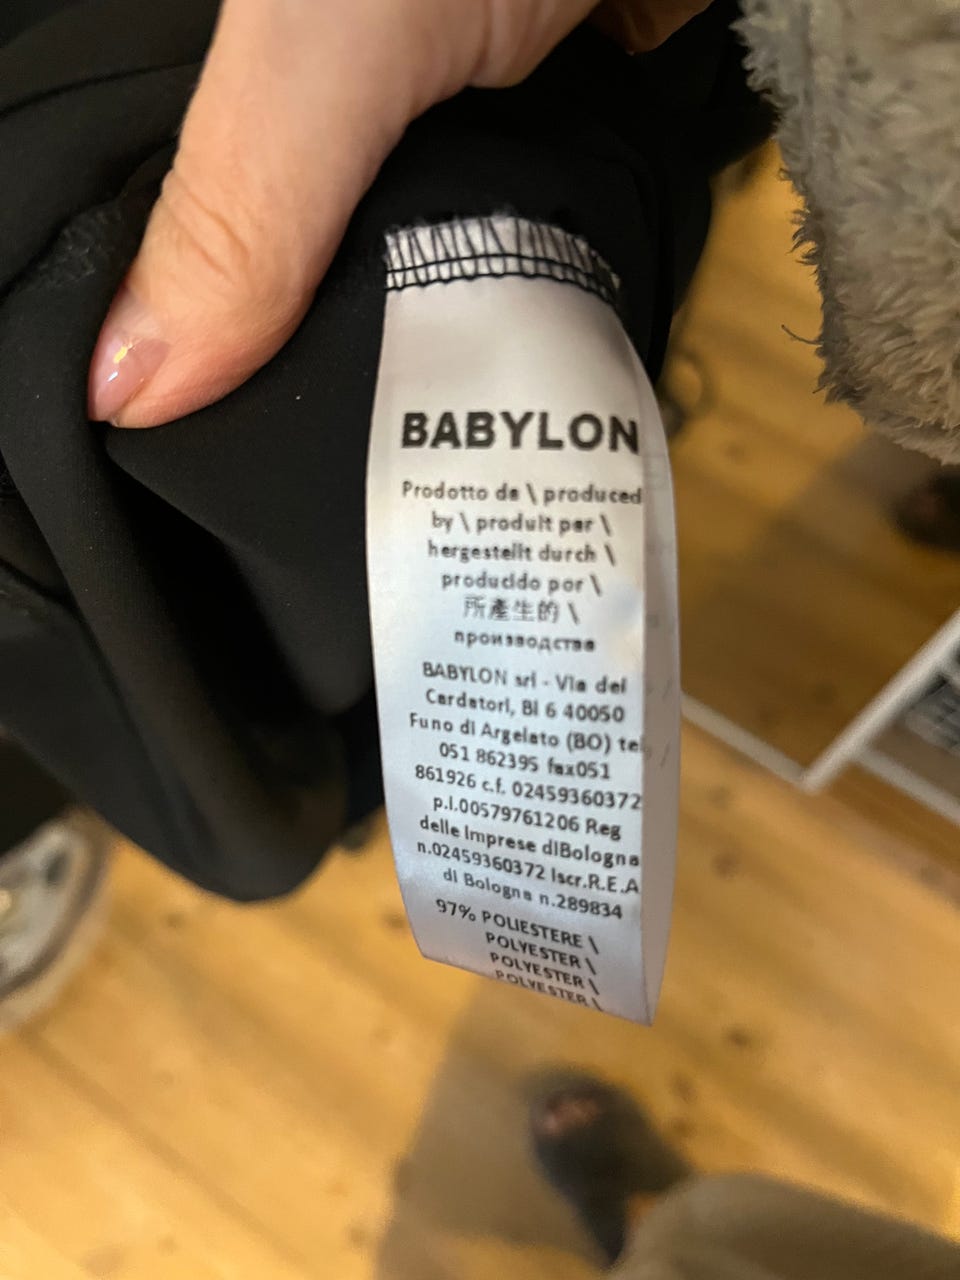 BABYLON
Prodotto da \ produced
by \ produit par \
hergestellt durch \
producido por \
所產生的 \
производства
BABYLON srl - Via dei
Cardatori, Bl 6 40050
Funo di Argelato (BO) tel
051 862395 fax051
861926 c.f. 02459360372
p.I.00579761206 Reg
delle Imprese diBologna
n.02459360372 Iscr.R.E.A
di Bologna n.289834
97% POLIESTERE \
POLYESTER \
POLYESTER \
POLYESTER \